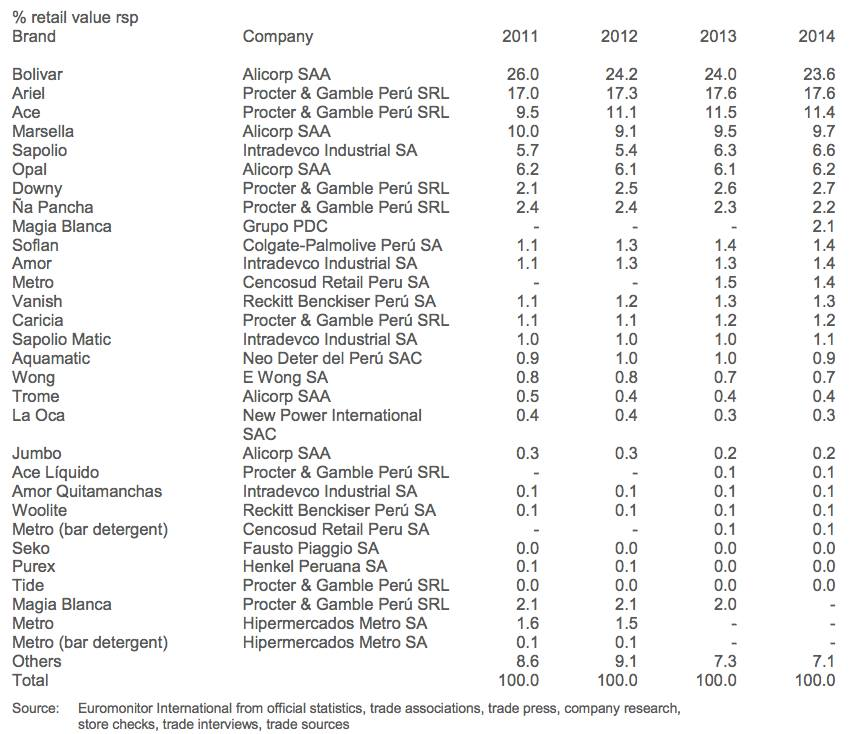 % retail value rsp
Brand Company 2011 2012 2013 2014
Bolivar Alicorp SAA 26.0 24.2 24.0 23.6
Ariel Procter & Gamble Perú SRL 17.0 17.3 17.6 17.6
Ace Procter & Gamble Perú SRL 9.5 11.1 11.5 11.4
Marsella Alicorp SAA 10.0 9.1 9.5 9.7
Sapolio Intradevco Industrial SA 5.7 5.4 6.3 6.6
Opal Alicorp SAA 6.2 6.1 6.1 6.2
Downy Procter & Gamble Perú SRL 2.1 2.5 2.6 2.7
Ña Pancha Procter & Gamble Perú SRL 2.4 2.4 2.3 2.2
Magia Blanca Grupo PDC - - - 2.1
Soflan Colgate-Palmolive Perú SA 1.1 1.3 1.4 1.4
Amor Intradevco Industrial SA 1.1 1.3 1.3 1.4
Metro Cencosud Retail Peru SA - - 1.5 1.4
Vanish Reckitt Benckiser Perú SA 1.1 1.2 1.3 1.3
Caricia Procter & Gamble Perú SRL 1.1 1.1 1.2 1.2
Sapolio Matic Intradevco Industrial SA 1.0 1.0 1.0 1.1
Aquamatic Neo Deter del Perú SAC 0.9 1.0 1.0 0.9
Wong E Wong SA 0.8 0.8 0.7 0.7
Trome Alicorp SAA 0.5 0.4 0.4 0.4
La Oca New Power International 0.4 0.4 0.3 0.3
SAC
Jumbo Alicorp SAA 0.3 0.3 0.2 0.2
Ace Líquido Procter & Gamble Perú SRL - - 0.1 0.1
Amor Quitamanchas Intradevco Industrial SA 0.1 0.1 0.1 0.1
Woolite Reckitt Benckiser Perú SA 0.1 0.1 0.1 0.1
Metro (bar detergent) Cencosud Retail Peru SA - - 0.1 0.1
Seko Fausto Piaggio SA 0.0 0.0 0.0 0.0
Purex Henkel Peruana SA 0.1 0.1 0.0 0.0
Tide Procter & Gamble Perú SRL 0.0 0.0 0.0 0.0
Magia Blanca Procter & Gamble Perú SRL 2.1 2.1 2.0 -
Metro Hipermercados Metro SA 1.6 1.5 - -
Metro (bar detergent) Hipermercados Metro SA 0.1 0.1 - -
Others 8.6 9.1 7.3 7.1
Total 100.0 100.0 100.0 100.0
Source: Euromonitor International from official statistics, trade associations, trade press, company research,
store checks, trade interviews, trade sources